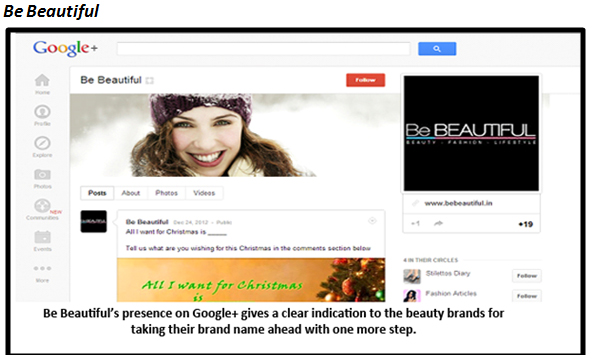 Be Beautiful
Google+
Be Beautiful
Follow
Home
Profile
Explore
Photos
NEW
Communities
Events
More
Posts About Photos Videos
Be Beautiful Dec 24, 2012 - Public
All I want for Christmas is _____
Tell us what are you wishing for this Christmas in the comments section below
All I want for Christmas
is
Be BEAUTIFUL
BEAUTY - FASHION - LIFESTYLE
www.bebeautiful.in
+19
4 IN THEIR CIRCLES
Stilettos Diary Follow
Fashion Articles Follow
Be Beautiful's presence on Google+ gives a clear indication to the beauty brands for
taking their brand name ahead with one more step.